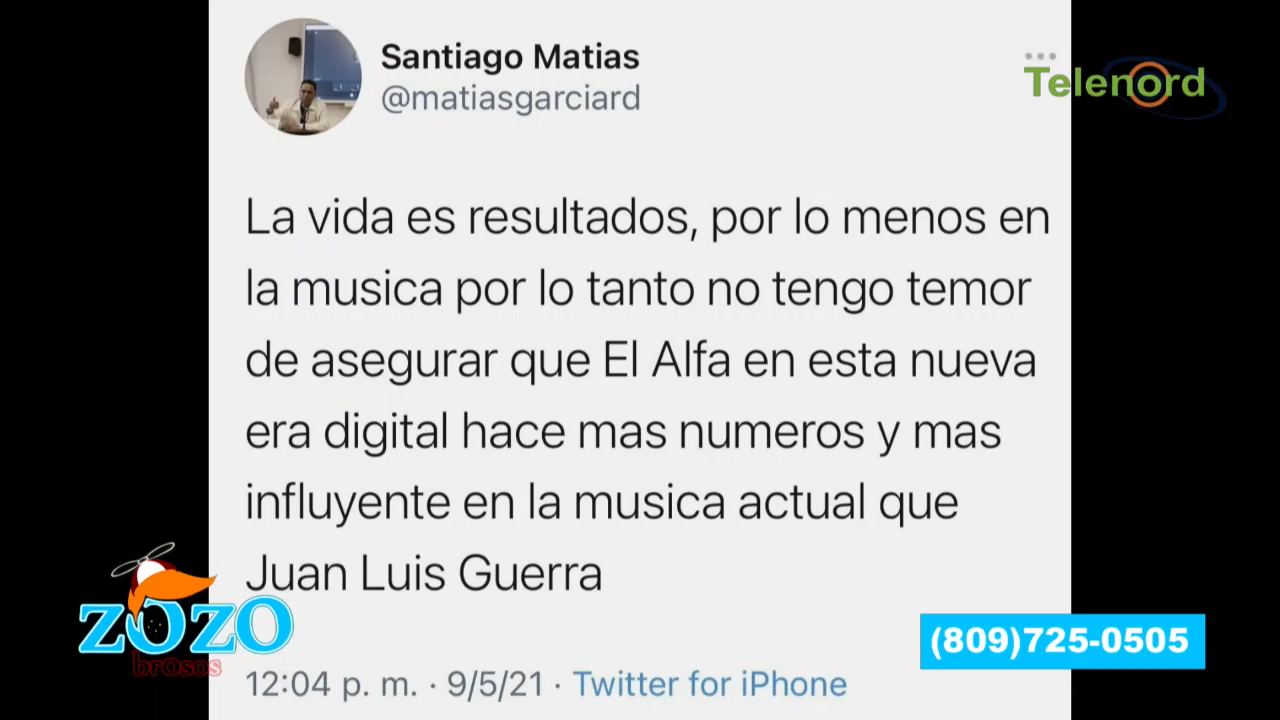 Santiago Matias
@matiasgarciard
Telenord
La vida es resultados, por lo menos en
la musica por lo tanto no tengo temor
de asegurar que El Alfa en esta nueva
era digital hace mas numeros y mas
influyente en la musica actual que
Juan Luis Guerra
zOzO
brOsos
(809)725-0505
12:04 p. m. · 9/5/21 · Twitter for iPhone